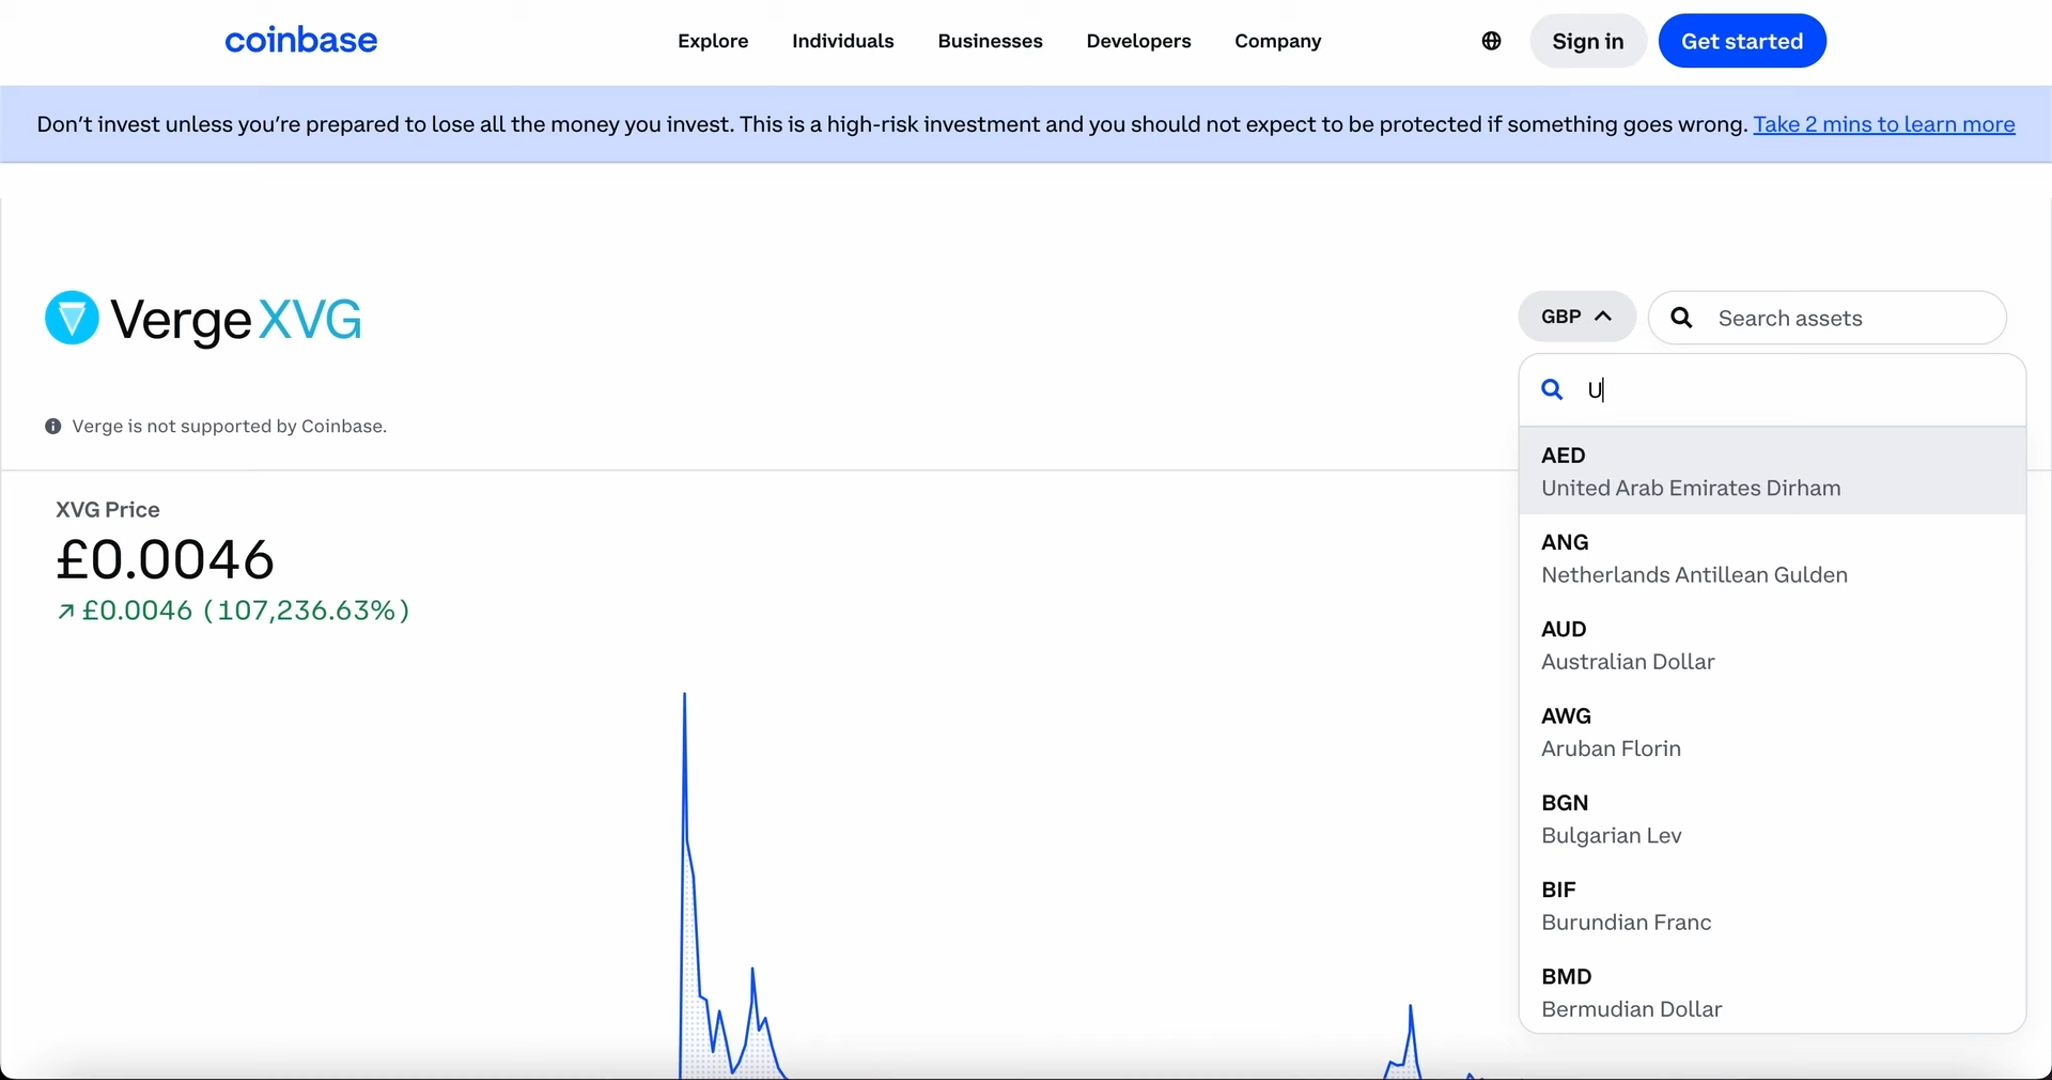 coinbase
Explore Individuals Businesses Developers Company Sign in Get started
Don’t invest unless you’re prepared to lose all the money you invest. This is a high-risk investment and you should not expect to be protected if something goes wrong. Take 2 mins to learn more
Verge XVG
GBP Search assets
U
Verge is not supported by Coinbase.
XVG Price
£0.0046
↗ £0.0046 (107,236.63%)
AED
United Arab Emirates Dirham
ANG
Netherlands Antillean Gulden
AUD
Australian Dollar
AWG
Aruban Florin
BGN
Bulgarian Lev
BIF
Burundian Franc
BMD
Bermudian Dollar